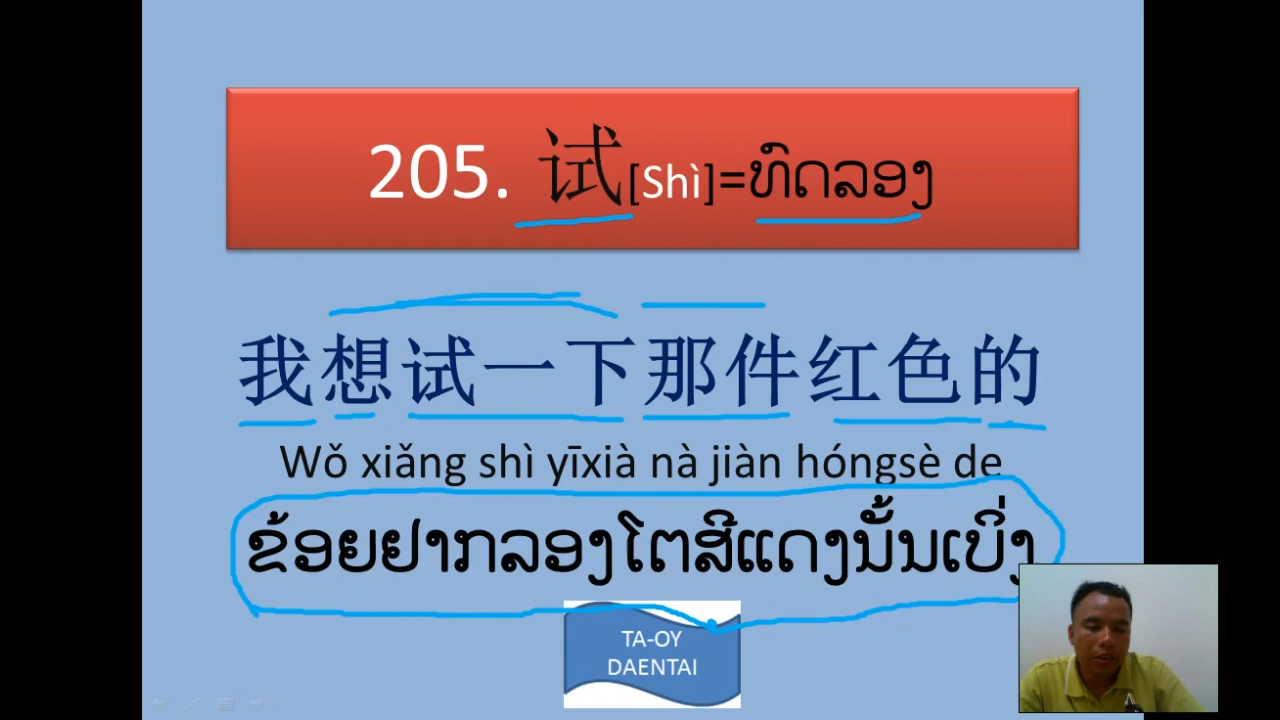 205. 试[Shì]=ທົດລອງ
我想试一下那件红色的
Wǒ xiǎng shì yīxià nà jiàn hóngsè de
ຂ້ອຍຢາກລອງໂຕສີແດງນັ້ນເບິ່ງ
TA-OY
DAENTAI